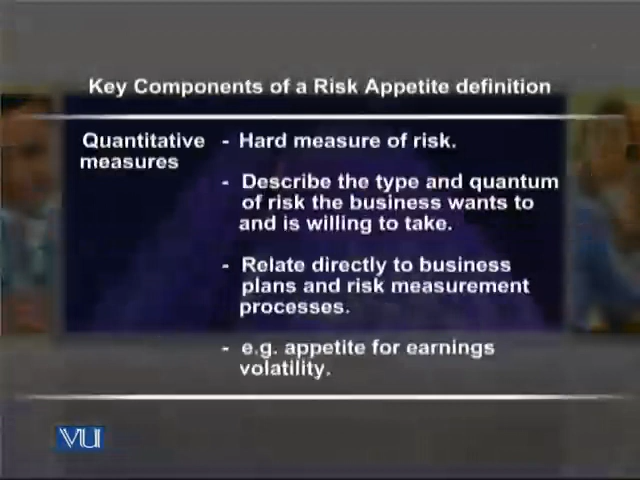 Key Components of a Risk Appetite definition
Quantitative measures
- Hard measure of risk.
- Describe the type and quantum
of risk the business wants to
and is willing to take.
- Relate directly to business
plans and risk measurement
processes.
- e.g. appetite for earnings
volatility.
VU